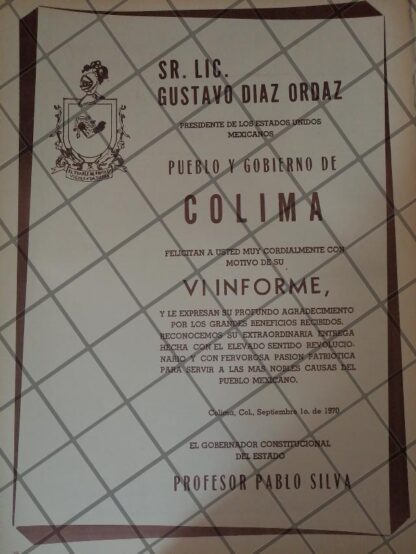 SR. LIC.
GUSTAVO DIAZ ORDAZ
PRESIDENTE DE LOS ESTADOS UNIDOS
MEXICANOS
PUEBLO Y GOBIERNO DE
COLIMA
FELICITAN A USTED MUY CORDIALMENTE CON
MOTIVO DE SU
VI INFORME,
Y LE EXPRESAN SU PROFUNDO AGRADECIMIENTO
POR LOS GRANDES BENEFICIOS RECIBIDOS.
RECONOCEMOS SU EXTRAORDINARIA ENTREGA
HECHA CON EL ELEVADO SENTIDO REVOLUCIO-
NARIO Y CON FERVOROSA PASION PATRIOTICA
PARA SERVIR A LAS MAS NOBLES CAUSAS DEL
PUEBLO MEXICANO.
Colima, Col., Septiembre 1o. de 1970
EL GOBERNADOR CONSTITUCIONAL
DEL ESTADO
PROFESOR PABLO SILVA